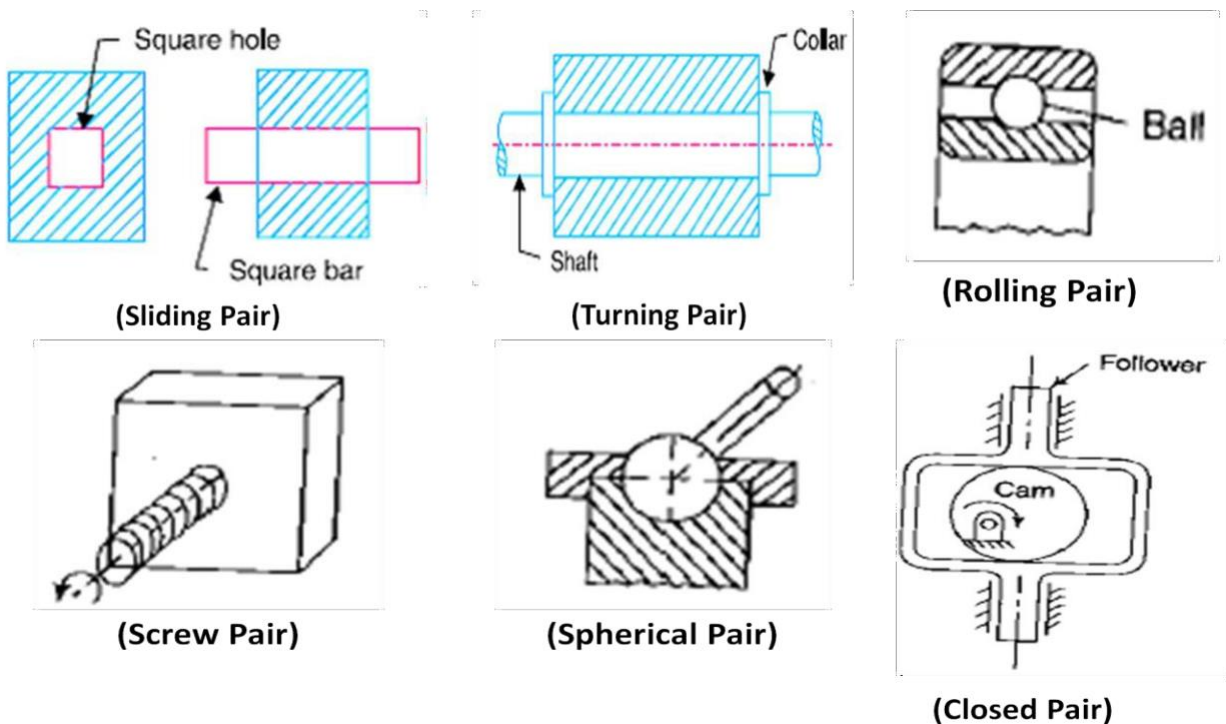 Square hole
Square bar
(Sliding Pair)
Collar
Shaft
(Turning Pair)
Ball
(Rolling Pair)
(Screw Pair)
(Spherical Pair)
Follower
Cam
(Closed Pair)